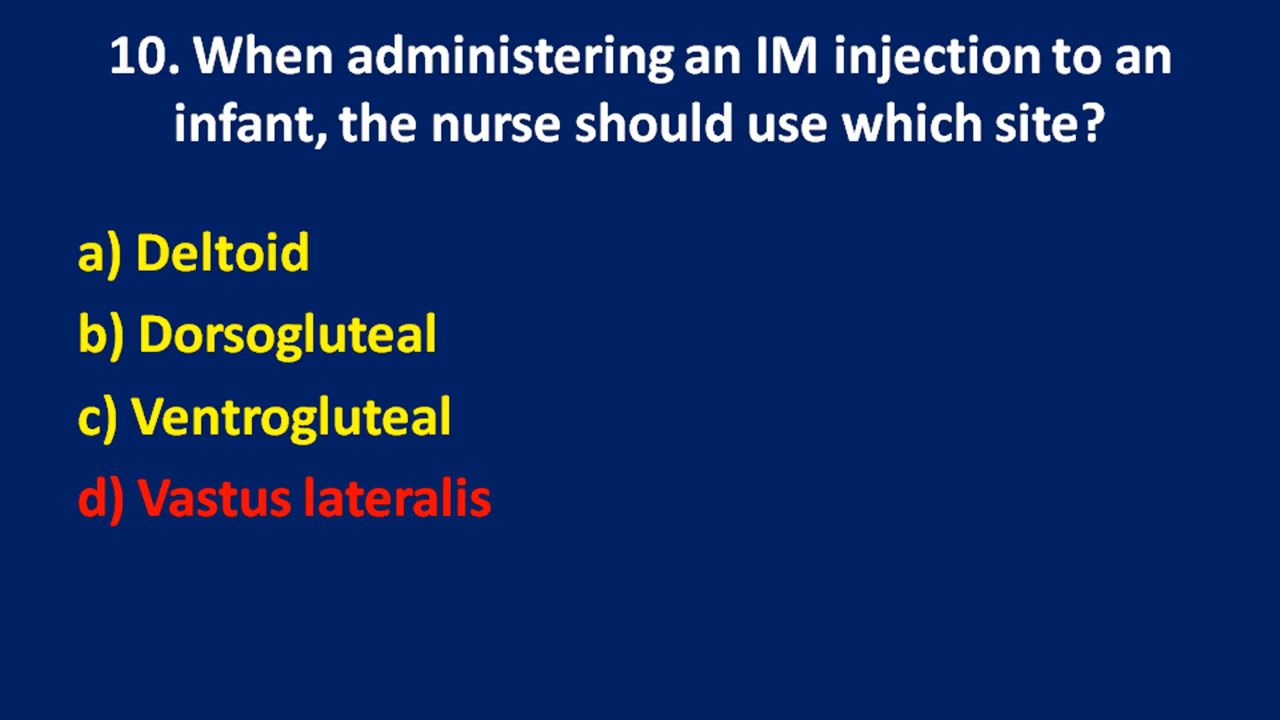 10. When administering an IM injection to an
infant, the nurse should use which site?
a) Deltoid
b) Dorsogluteal
c) Ventrogluteal
d) Vastus lateralis